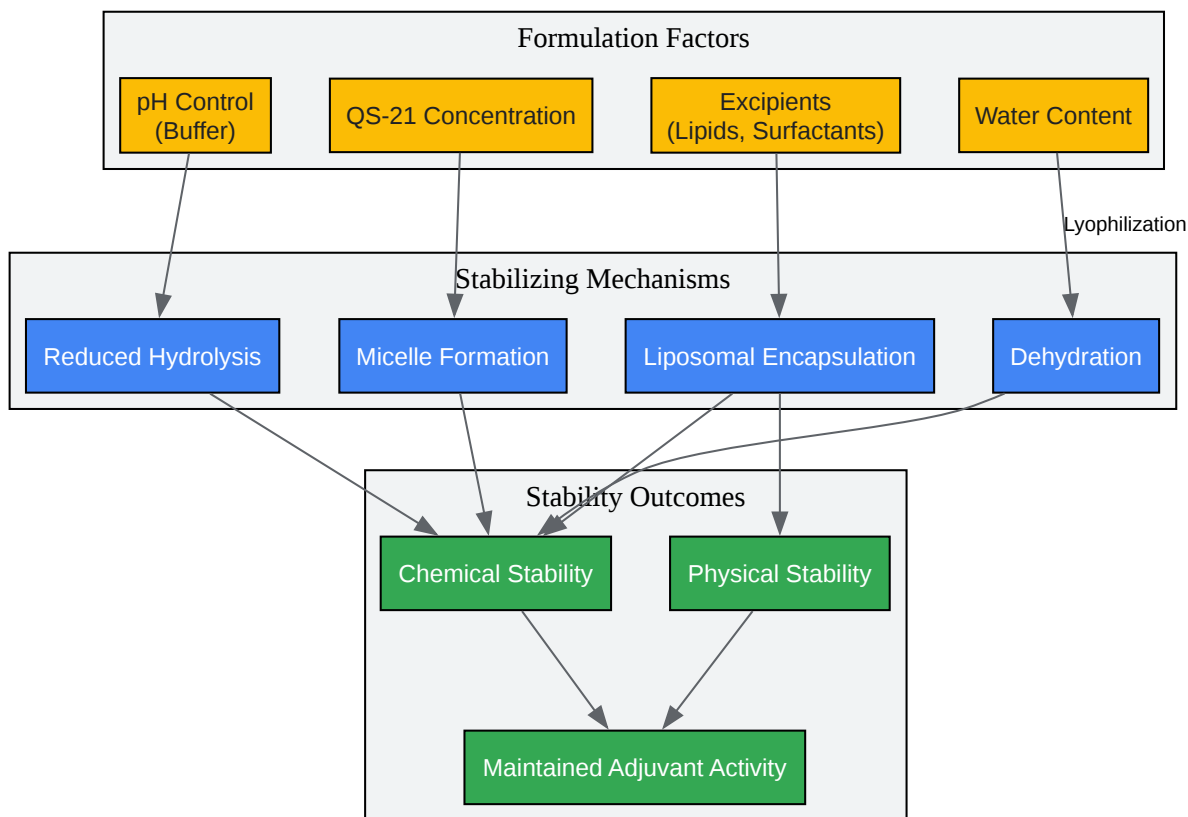 Formulation Factors
pH Control
(Buffer)
QS-21 Concentration
Excipients
(Lipids, Surfactants)
Water Content
Lyophilization
Stabilizing Mechanisms
Reduced Hydrolysis
Micelle Formation
Liposomal Encapsulation
Dehydration
Stability Outcomes
Chemical Stability
Physical Stability
Maintained Adjuvant Activity